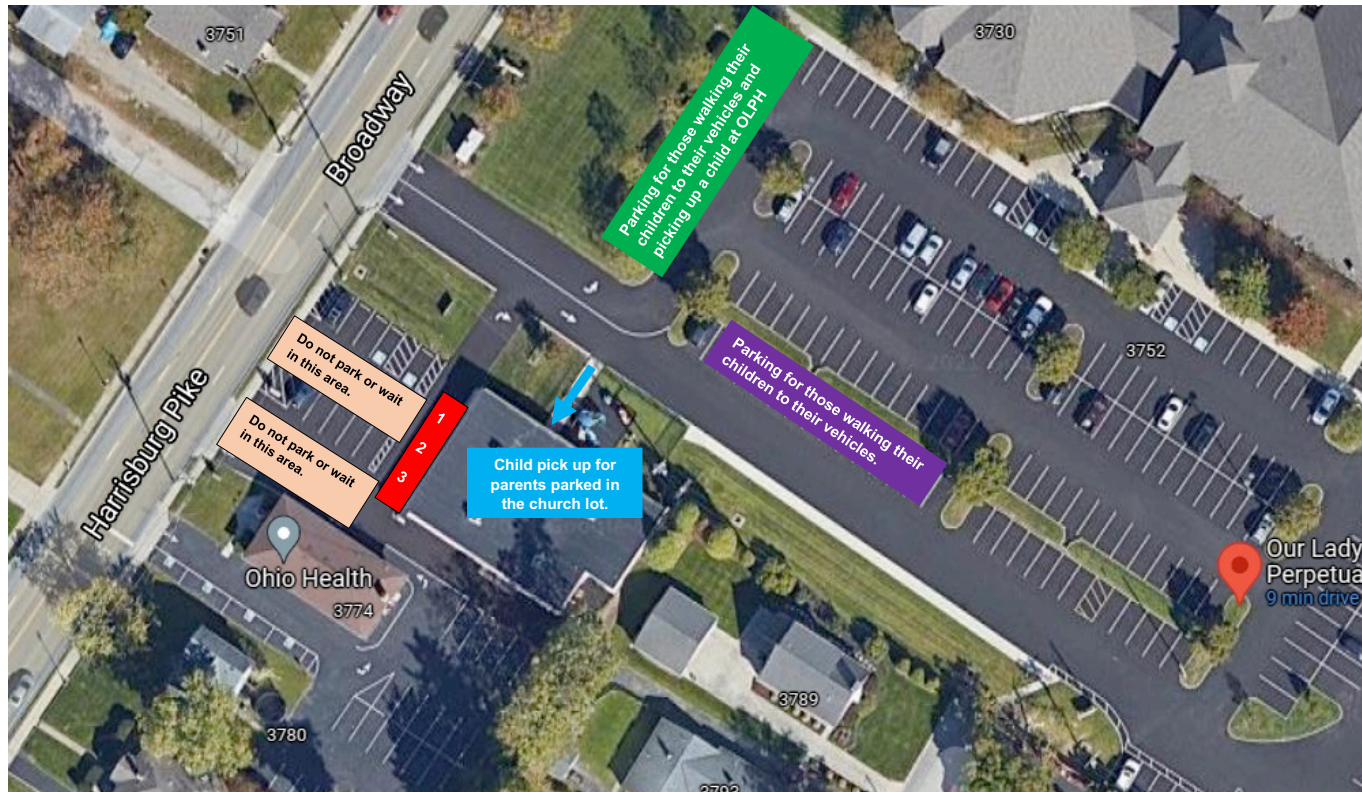 3751
Broadway
Harrisburg Pike
3730
Parking for those walking their
children to their vehicles and
picking up a child at OLPH
Do not park or wait
in this area.
Do not park or wait
in this area.
1
2
3
Child pick up for
parents parked in
the church lot.
Parking for those walking their
children to their vehicles.
3752
Ohio Health
3774
3780
3789
3793
Our Lady
Perpetua
9 min drive